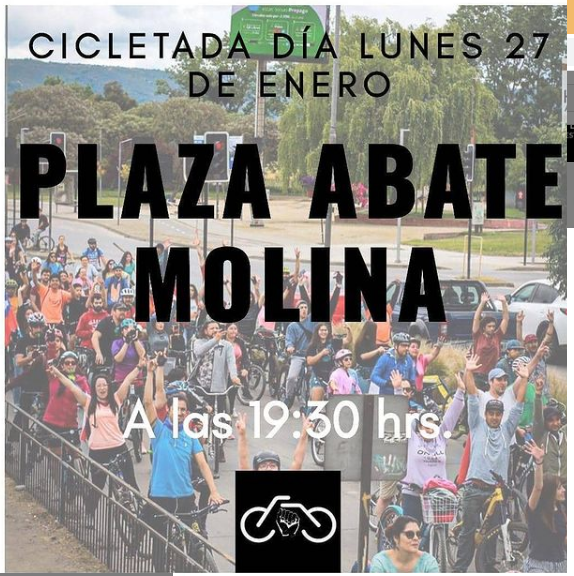 CICLETADA DÍA LUNES 27
DE ENERO
PLAZA ABATE
MOLINA
A las 19:30 hrs